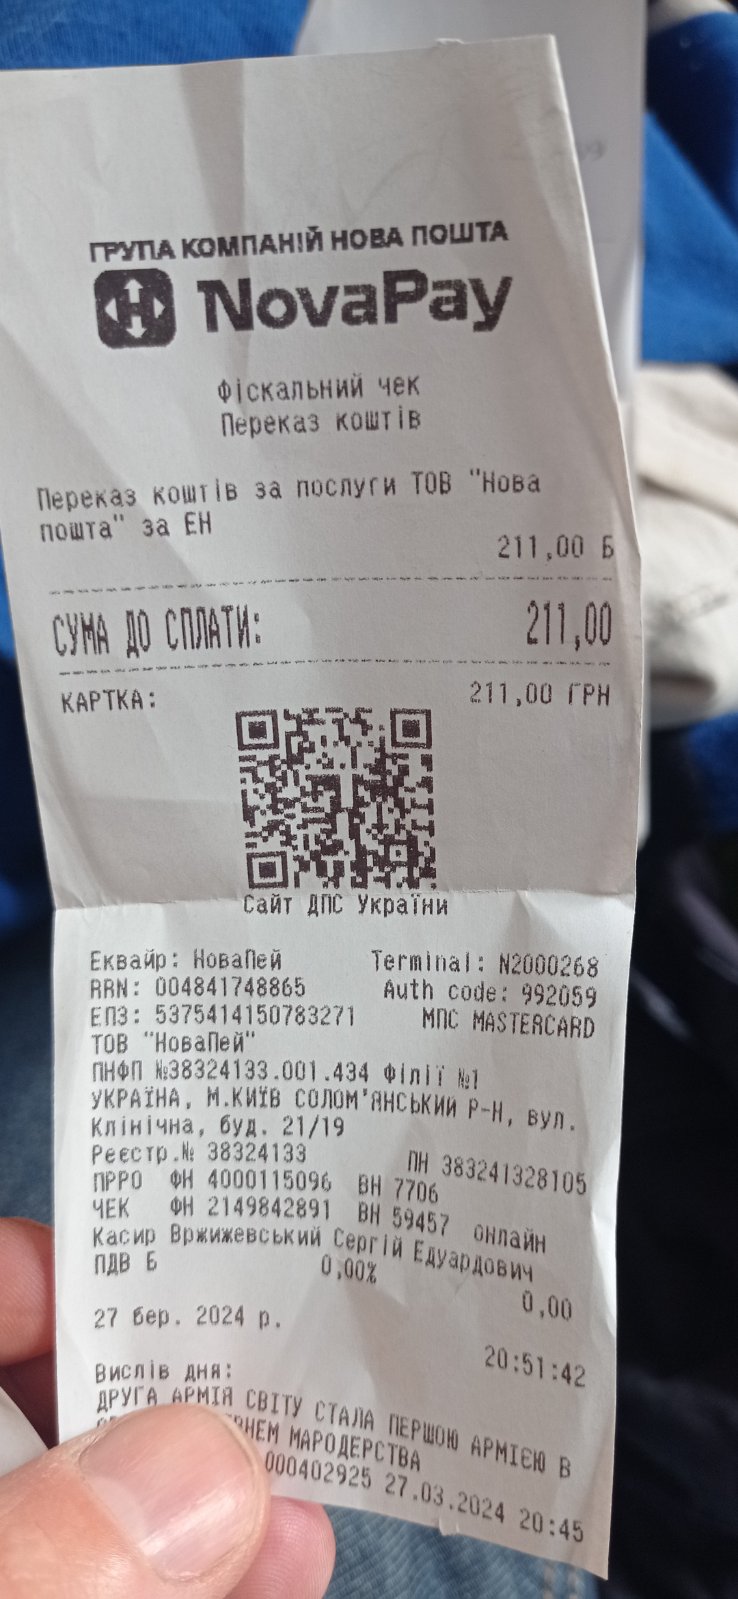 ГРУПА КОМПАНІЙ НОВА ПОШТА
NovaPay
Фіскальний чек
Переказ коштів
Переказ коштів за послуги ТОВ "Нова
пошта" за ЕН
211,00 Б
СУМА ДО СПЛАТИ: 211,00
КАРТКА: 211,00 ГРН
Сайт ДПС України
Еквайр: НоваПей Terminal: N2000268
RRN: 004841748865 Auth code: 992059
ЕПЗ: 5375414150783271 МПС MASTERCARD
ТОВ "НоваПей"
ПНФП №38324133.001.434 Філії №1
УКРАЇНА, М.КИЇВ СОЛОМ'ЯНСЬКИЙ Р-Н, вул.
Клінічна, буд. 21/19
Реєстр.№ 38324133 ПН 383241328105
ПРРО ФН 4000115096 ВН 7706
ЧЕК ФН 2149842891 ВН 59457 онлайн
Касир Вржижевський Сергій Едуардович
ПДВ Б 0,00% 0,00
27 бер. 2024 р. 20:51:42
Вислів дня:
ДРУГА АРМІЯ СВІТУ СТАЛА ПЕРШОЮ АРМІЄЮ В
МАРОДЕРСТВА
000402925 27.03.2024 20:45